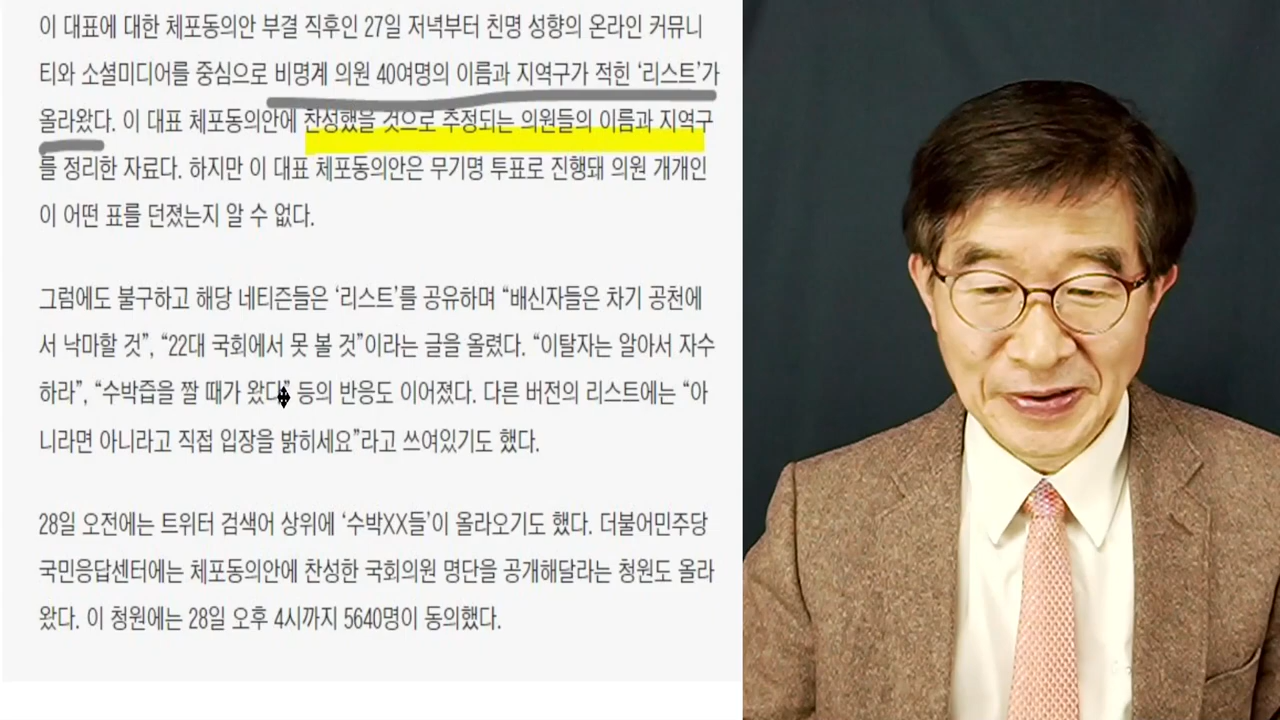 이 대표에 대한 체포동의안 부결 직후인 27일 저녁부터 친명 성향의 온라인 커뮤니
티와 소셜미디어를 중심으로 비명계 의원 40여명의 이름과 지역구가 적힌 ‘리스트’가
올라왔다. 이 대표 체포동의안에 찬성했을 것으로 추정되는 의원들의 이름과 지역구
를 정리한 자료다. 하지만 이 대표 체포동의안은 무기명 투표로 진행돼 의원 개개인
이 어떤 표를 던졌는지 알 수 없다.
그럼에도 불구하고 해당 네티즌들은 ‘리스트’를 공유하며 “배신자들은 차기 공천에
서 낙마할 것”, “22대 국회에서 못 볼 것”이라는 글을 올렸다. “이탈자는 알아서 자수
하라”, “수박즙을 짤 때가 왔다” 등의 반응도 이어졌다. 다른 버전의 리스트에는 “아
니라면 아니라고 직접 입장을 밝히세요”라고 쓰여있기도 했다.
28일 오전에는 트위터 검색어 상위에 ‘수박XX들’이 올라오기도 했다. 더불어민주당
국민응답센터에는 체포동의안에 찬성한 국회의원 명단을 공개해달라는 청원도 올라
왔다. 이 청원에는 28일 오후 4시까지 5640명이 동의했다.